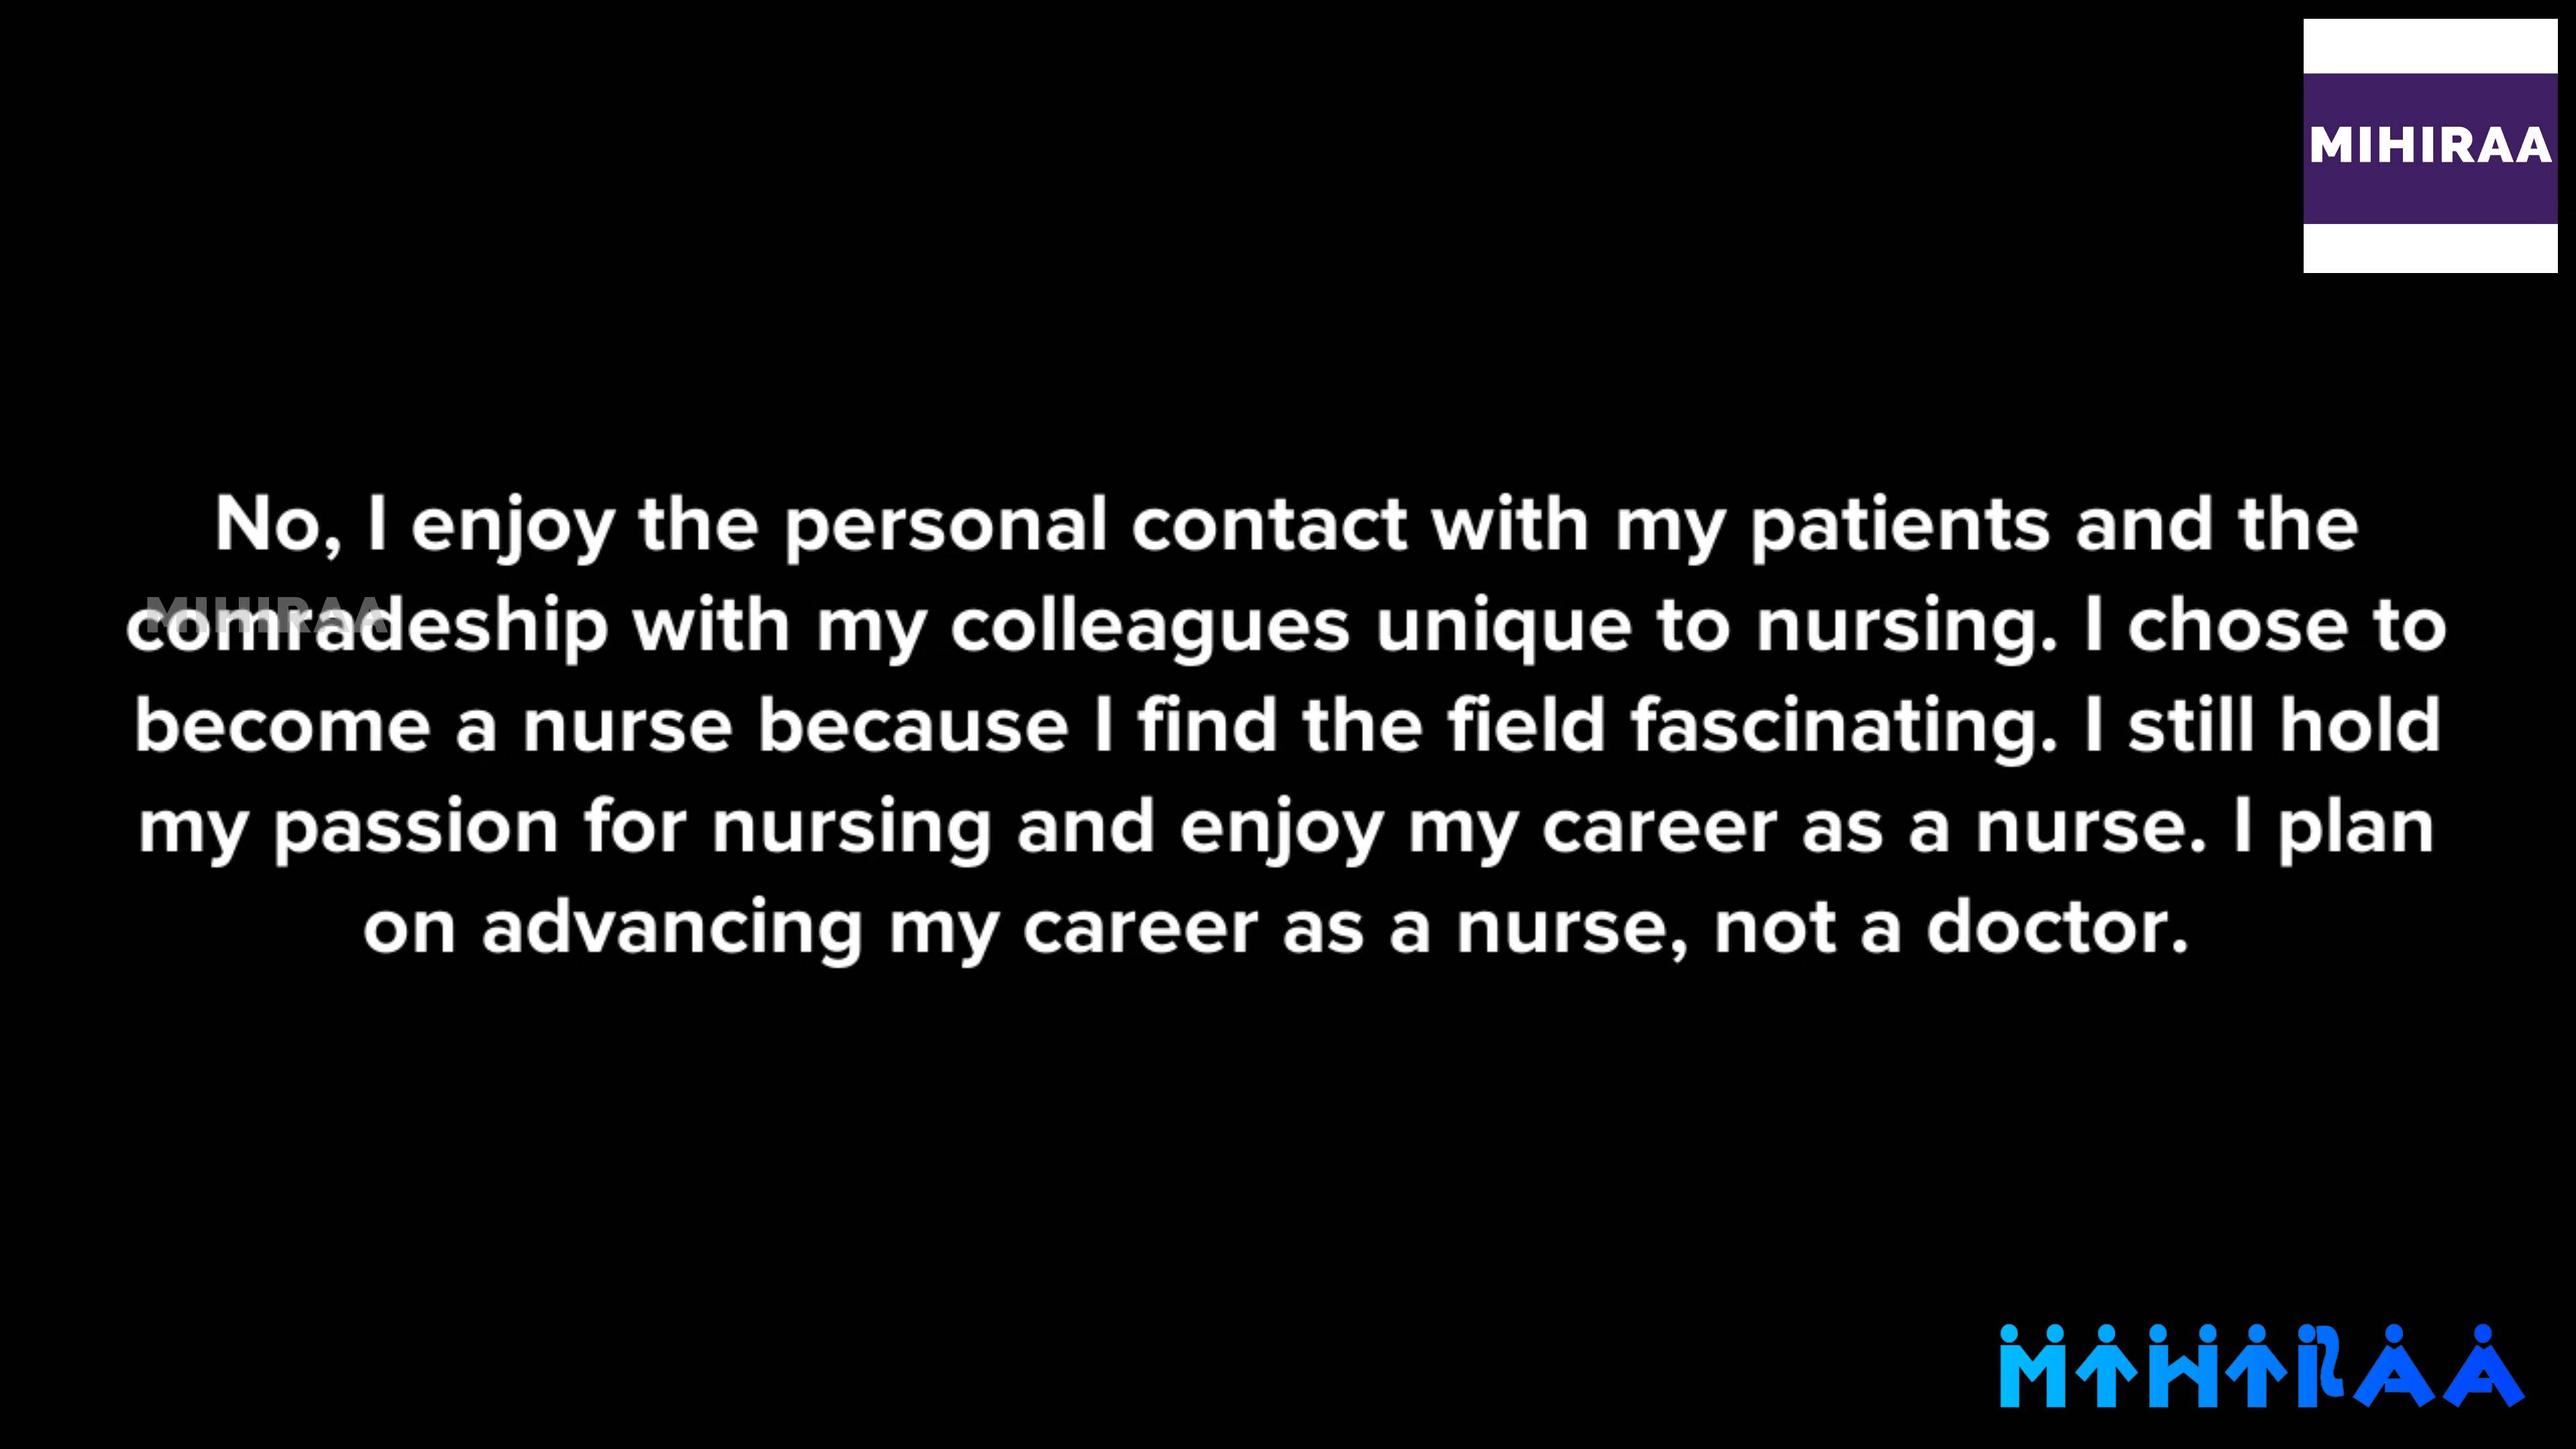 MIHIRAA
No, I enjoy the personal contact with my patients and the
comradeship with my colleagues unique to nursing. I chose to
MIHIRAA
become a nurse because I find the field fascinating. I still hold
my passion for nursing and enjoy my career as a nurse. I plan
on advancing my career as a nurse, not a doctor.
MIHIRAA